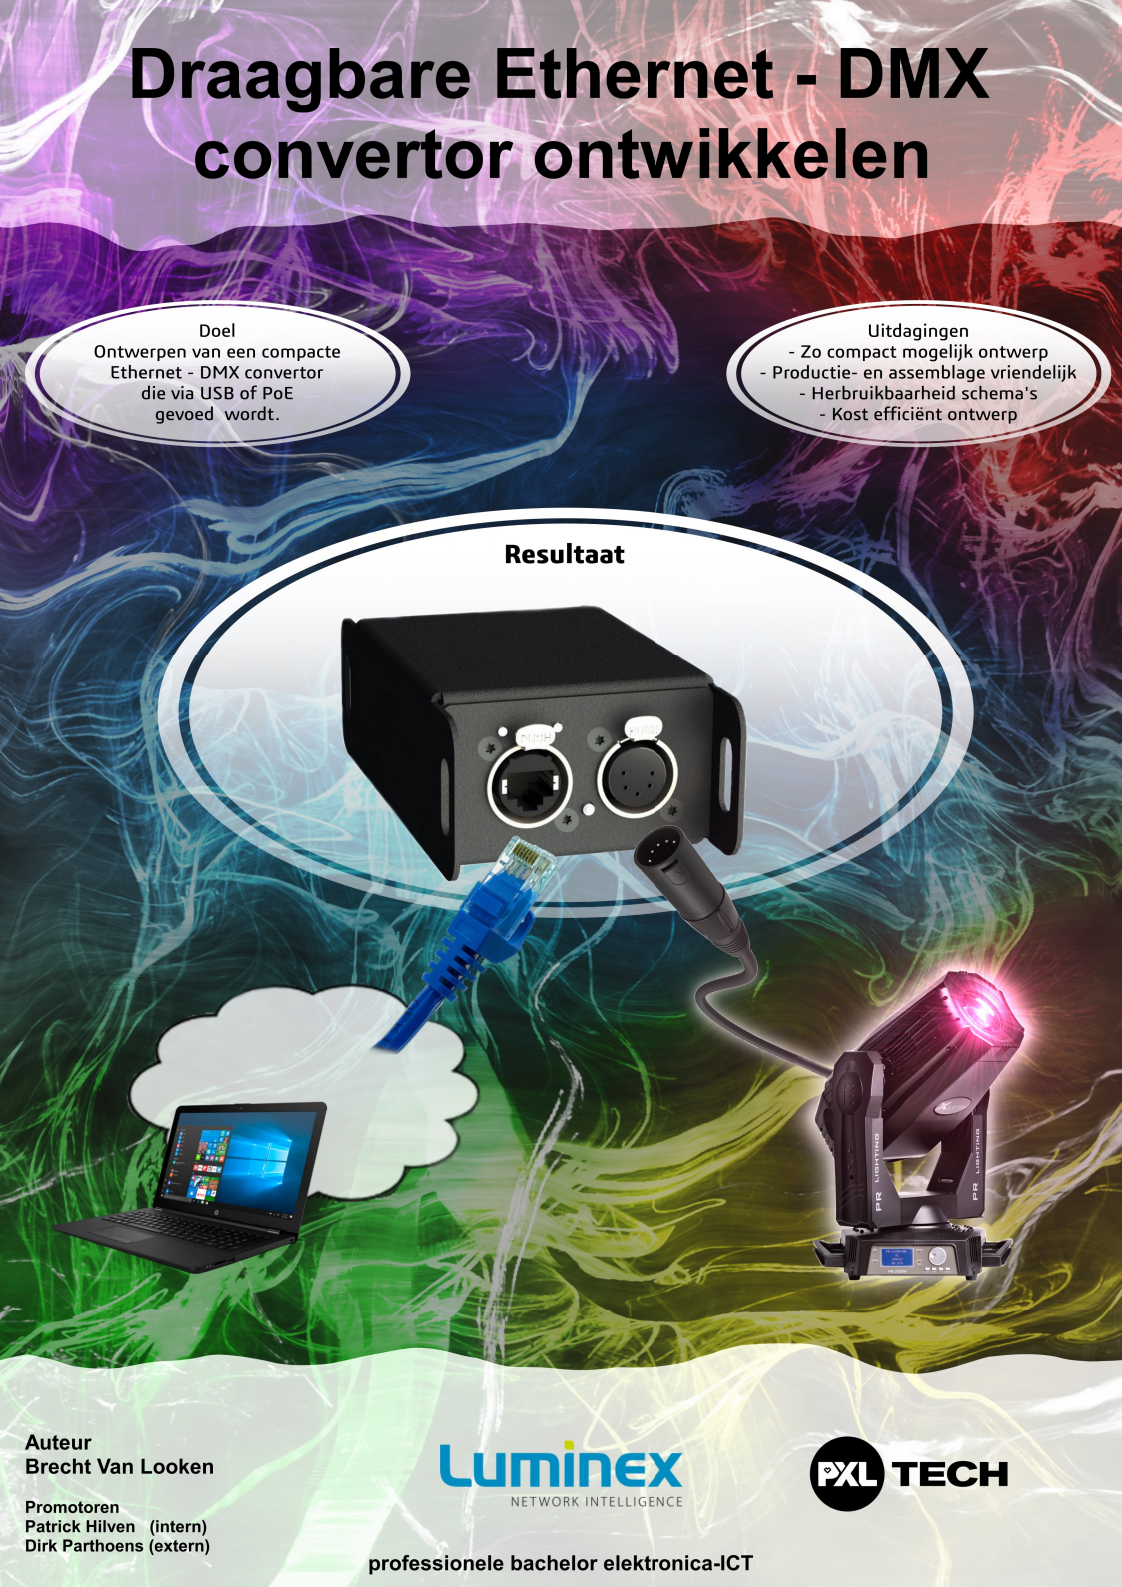 Draagbare Ethernet - DMX
convertor ontwikkelen
Doel
Ontwerpen van een compacte
Ethernet - DMX convertor
die via USB of PoE
gevoed wordt.
Uitdagingen
- Zo compact mogelijk ontwerp
- Productie- en assemblage vriendelijk
- Herbruikbaarheid schema's
- Kost efficiënt ontwerp
Resultaat
PUSH
PUSH
PR LIGHTING
PR LIGHTING
Auteur
Brecht Van Looken
Promotoren
Patrick Hilven (intern)
Dirk Parthoens (extern)
Luminex
NETWORK INTELLIGENCE
PXL TECH
professionele bachelor elektronica-ICT